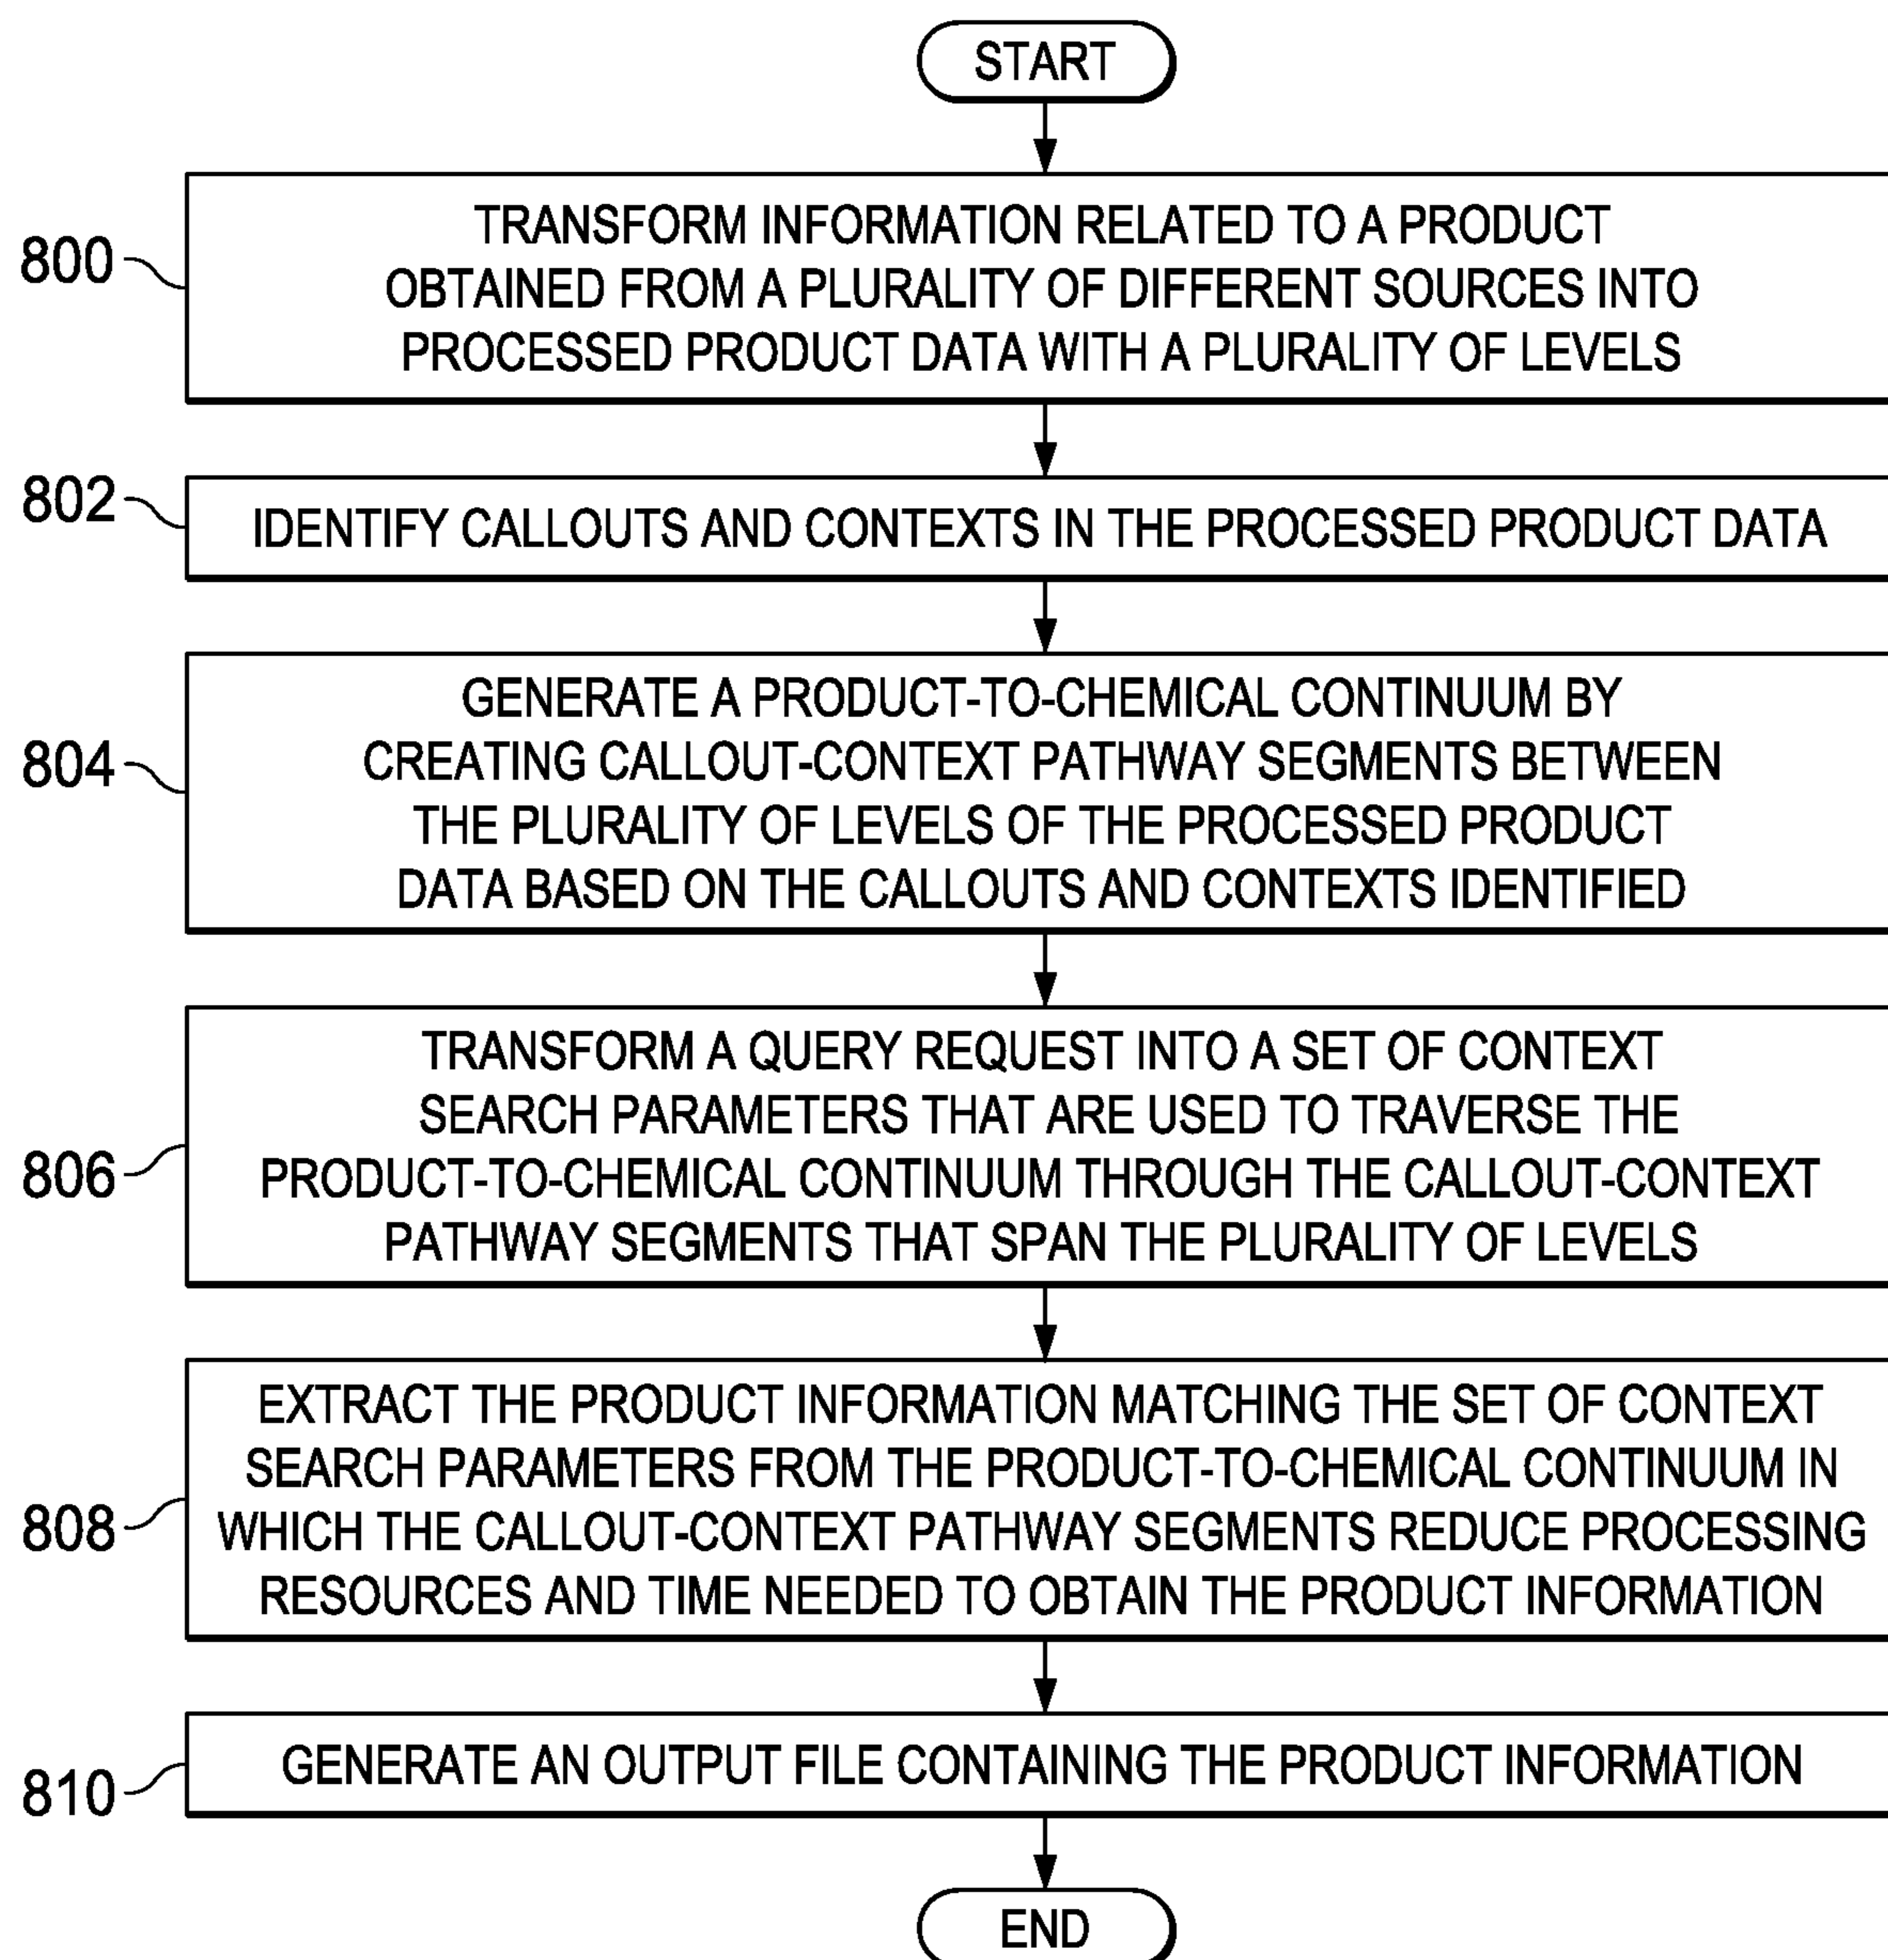 START
800
TRANSFORM INFORMATION RELATED TO A PRODUCT
OBTAINED FROM A PLURALITY OF DIFFERENT SOURCES INTO
PROCESSED PRODUCT DATA WITH A PLURALITY OF LEVELS
802
IDENTIFY CALLOUTS AND CONTEXTS IN THE PROCESSED PRODUCT DATA
804
GENERATE A PRODUCT-TO-CHEMICAL CONTINUUM BY
CREATING CALLOUT-CONTEXT PATHWAY SEGMENTS BETWEEN
THE PLURALITY OF LEVELS OF THE PROCESSED PRODUCT
DATA BASED ON THE CALLOUTS AND CONTEXTS IDENTIFIED
806
TRANSFORM A QUERY REQUEST INTO A SET OF CONTEXT
SEARCH PARAMETERS THAT ARE USED TO TRAVERSE THE
PRODUCT-TO-CHEMICAL CONTINUUM THROUGH THE CALLOUT-CONTEXT
PATHWAY SEGMENTS THAT SPAN THE PLURALITY OF LEVELS
808
EXTRACT THE PRODUCT INFORMATION MATCHING THE SET OF CONTEXT
SEARCH PARAMETERS FROM THE PRODUCT-TO-CHEMICAL CONTINUUM IN
WHICH THE CALLOUT-CONTEXT PATHWAY SEGMENTS REDUCE PROCESSING
RESOURCES AND TIME NEEDED TO OBTAIN THE PRODUCT INFORMATION
810
GENERATE AN OUTPUT FILE CONTAINING THE PRODUCT INFORMATION
END